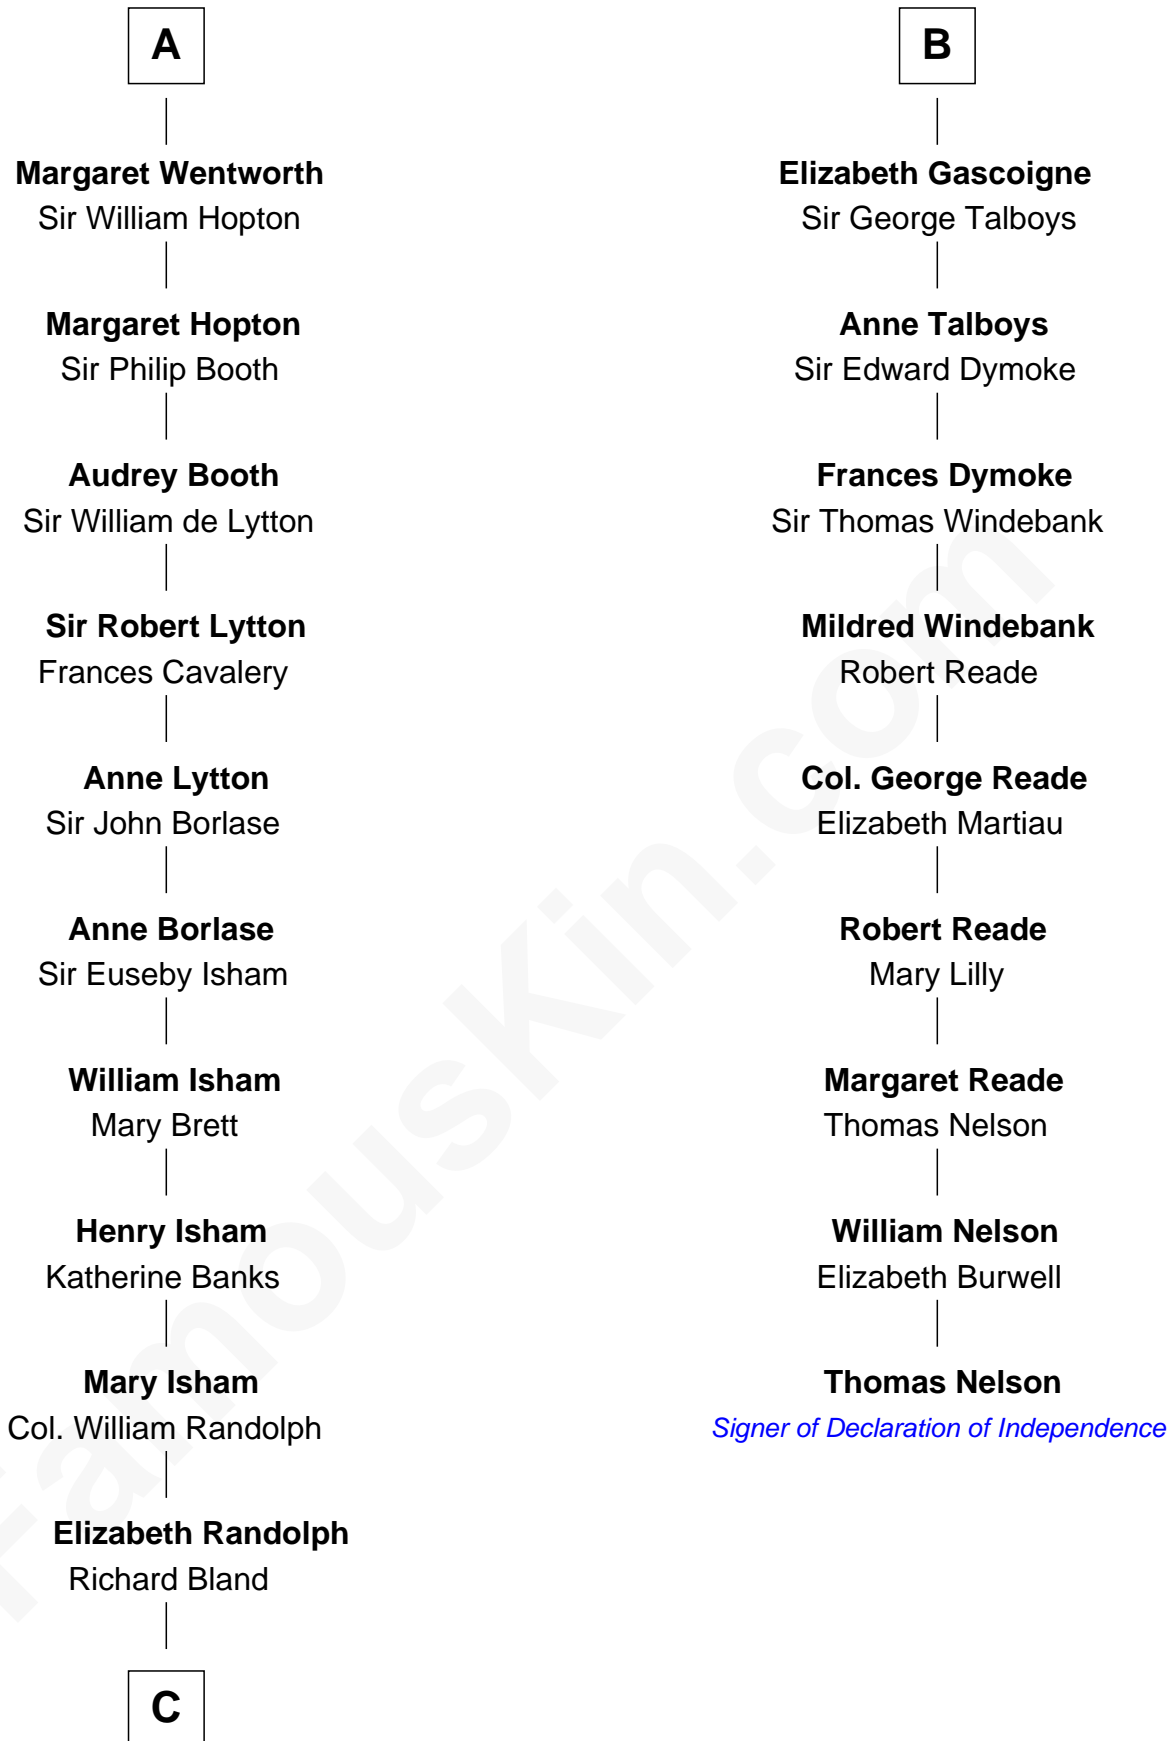 A
Margaret Wentworth
Sir William Hopton
Margaret Hopton
Sir Philip Booth
Audrey Booth
Sir William de Lytton
Sir Robert Lytton
Frances Cavalery
Anne Lytton
Sir John Borlase
Anne Borlase
Sir Euseby Isham
William Isham
Mary Brett
Henry Isham
Katherine Banks
Mary Isham
Col. William Randolph
Elizabeth Randolph
Richard Bland
C
B
Elizabeth Gascoigne
Sir George Talboys
Anne Talboys
Sir Edward Dymoke
Frances Dymoke
Sir Thomas Windebank
Mildred Windebank
Robert Reade
Col. George Reade
Elizabeth Martiau
Robert Reade
Mary Lilly
Margaret Reade
Thomas Nelson
William Nelson
Elizabeth Burwell
Thomas Nelson
Signer of Declaration of Independence
FamousKin.com